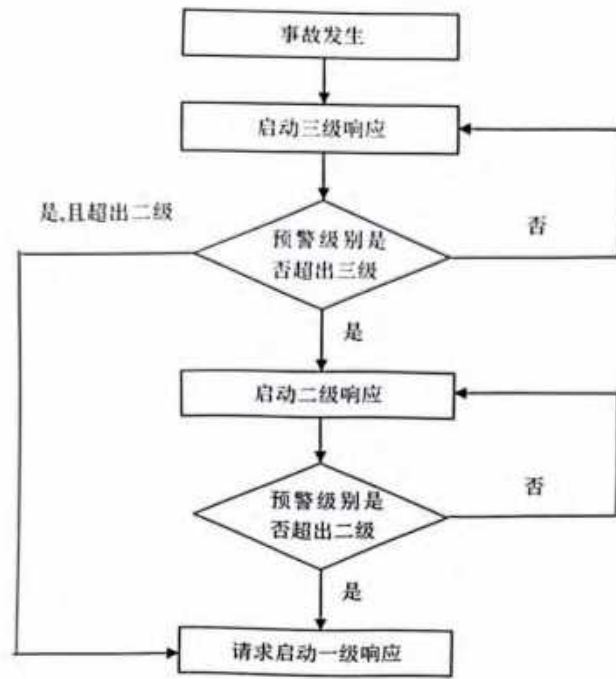 事故发生
启动三级响应
是,且超出二级
预警级别是
否超出三级
否
是
启动二级响应
预警级别是
否超出二级
否
是
请求启动一级响应